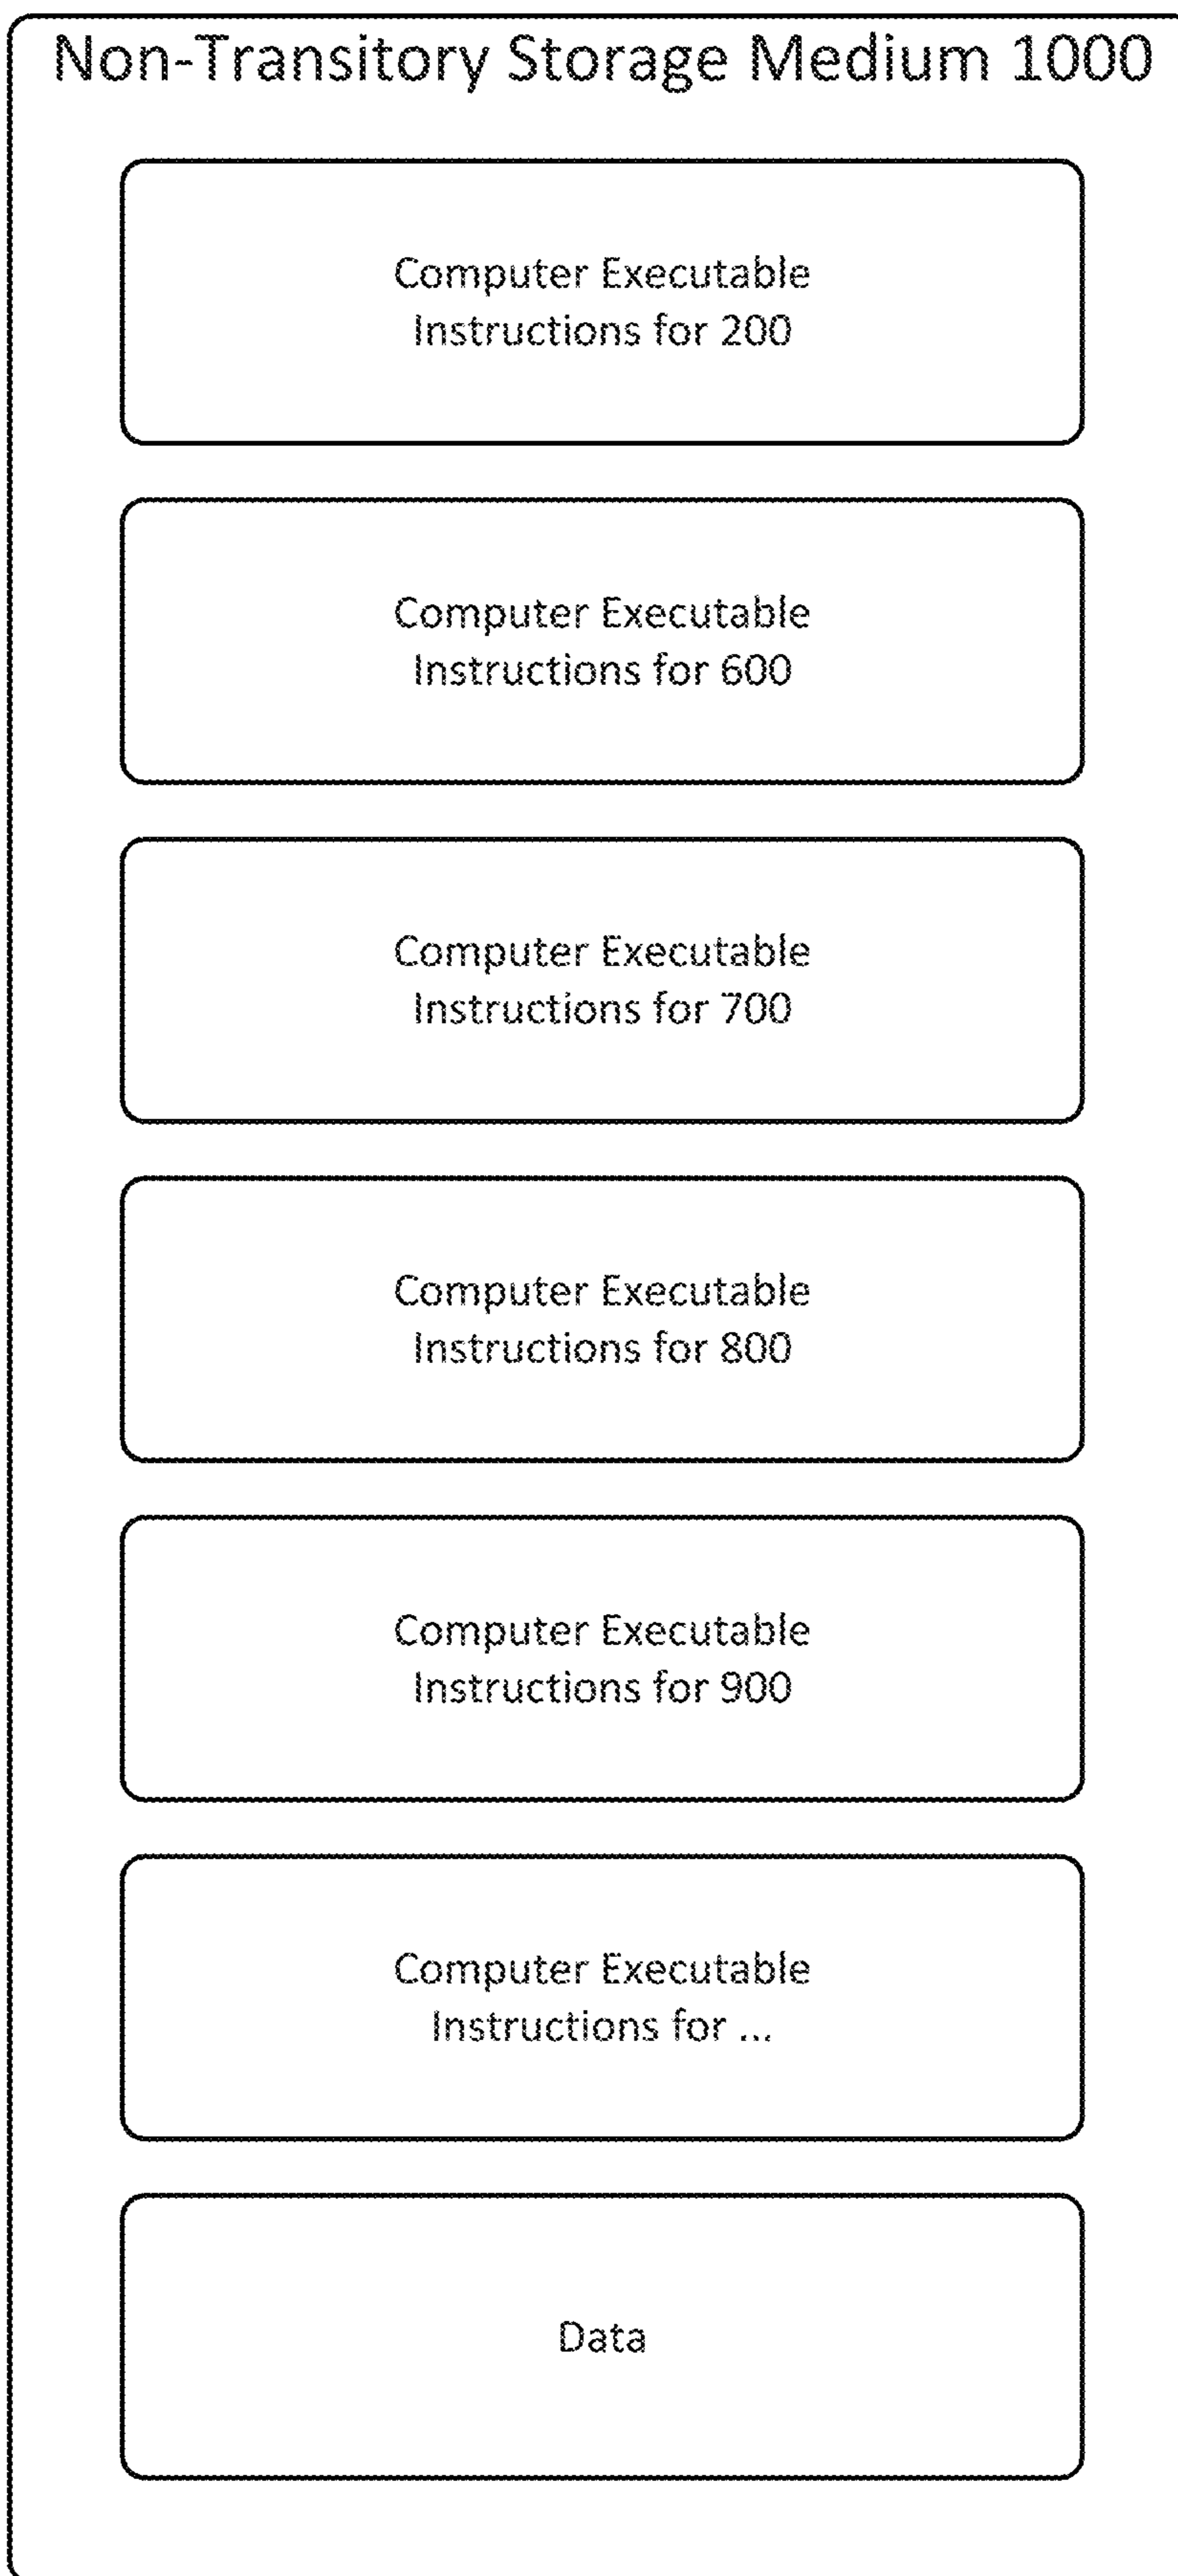 Non-Transitory Storage Medium 1000
Computer Executable
Instructions for 200
Computer Executable
Instructions for 600
Computer Executable
Instructions for 700
Computer Executable
Instructions for 800
Computer Executable
Instructions for 900
Computer Executable
Instructions for ...
Data